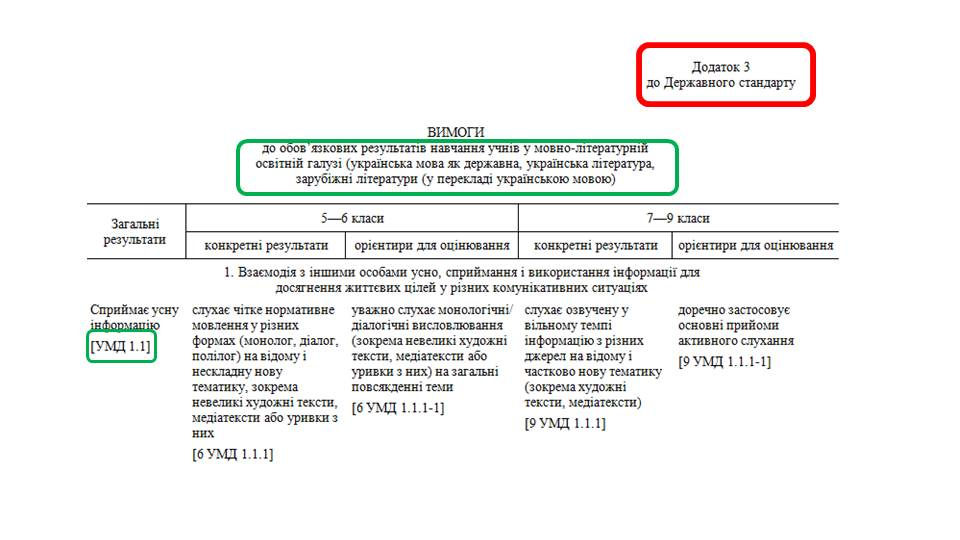 Додаток 3
до Державного стандарту
ВИМОГИ
до обов’язкових результатів навчання учнів у мовно-літературній
освітній галузі (українська мова як державна, українська література,
зарубіжні літератури (у перекладі українською мовою)
Загальні
результати
5—6 класи
7—9 класи
конкретні результати
орієнтири для оцінювання
конкретні результати
орієнтири для оцінювання
1. Взаємодія з іншими особами усно, сприймання і використання інформації для
досягнення життєвих цілей у різних комунікативних ситуаціях
Сприймає усну
інформацію
[УМД 1.1]
слухає чітке нормативне
мовлення у різних
формах (монолог, діалог,
полілог) на відому і
нескладну нову
тематику, зокрема
невеликі художні тексти,
медіатексти або уривки з
них
[6 УМД 1.1.1]
уважно слухає монологічні/
діалогічні висловлювання
(зокрема невеликі художні
тексти, медіатексти або
уривки з них) на загальні
повсякденні теми
[6 УМД 1.1.1-1]
слухає озвучену у
вільному темпі
інформацію з різних
джерел на відому і
частково нову тематику
(зокрема художні
тексти, медіатексти)
[9 УМД 1.1.1]
доречно застосовує
основні прийоми
активного слухання
[9 УМД 1.1.1-1]